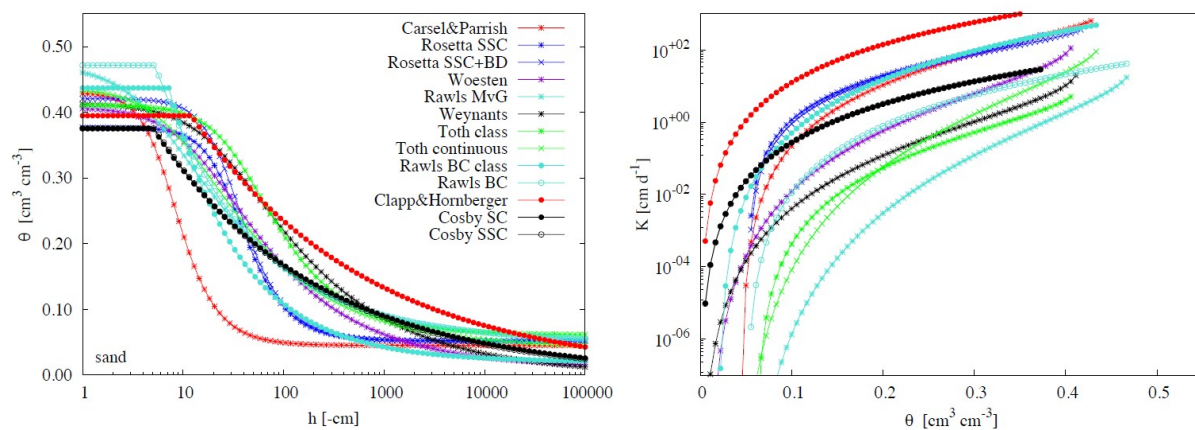 0.50
0.40
0.30
0.20
0.10
0.00
θ [cm³ cm⁻³]
Carsel&Parrish
Rosetta SSC
Rosetta SSC+BD
Woesten
Rawls MvG
Weynants
Toth class
Toth continuous
Rawls BC class
Rawls BC
Clapp&Hornberger
Cosby SC
Cosby SSC
sand
1 10 100 1000 10000 100000
h [-cm]
10⁺⁰²
10⁺⁰⁰
10⁻⁰²
10⁻⁰⁴
10⁻⁰⁶
K [cm d⁻¹]
0 0.1 0.2 0.3 0.4 0.5
θ [cm³ cm⁻³]